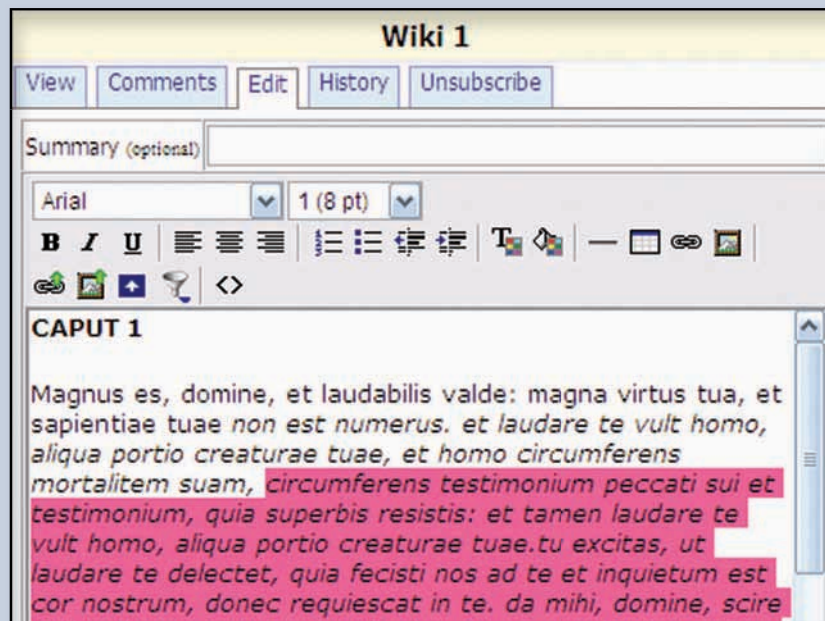 Wiki 1
View Comments Edit History Unsubscribe
Summary (optional)
Arial 1 (8 pt)
B I U
CAPUT 1
Magnus es, domine, et laudabilis valde: magna virtus tua, et
sapientiae tuae non est numerus. et laudare te vult homo,
aliqua portio creaturae tuae, et homo circumferens
mortalitem suam, circumferens testimonium peccati sui et
testimonium, quia superbis resistis: et tamen laudare te
vult homo, aliqua portio creaturae tuae.tu excitas, ut
laudare te delectet, quia fecisti nos ad te et inquietum est
cor nostrum, donec requiescat in te. da mihi, domine, scire